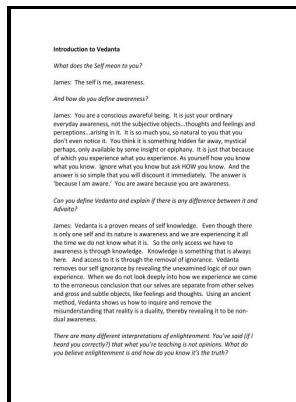 Introduction to Vedanta
What does the Self mean to you?
James: The self is me, awareness.
And how do you define awareness?
James: You are a conscious awareful being. It is just your ordinary
everyday awareness, not the subjective objects...thoughts and feelings and
perceptions...arising in it. It is so much you, so natural to you that you
don't even notice it. You think it is something hidden far away, mystical
perhaps, only available by some insight or epiphany. It is just that because
of which you experience what you experience. As yourself how you know
what you know. Ignore what you know but ask HOW you know. And the
answer is so simple that you will discount it immediately. The answer is
'because I am aware.' You are aware because you are awareness.
Can you define Vedanta and explain if there is any difference between it and
Advaita?
James: Vedanta is a proven means of self knowledge. Even though there
is only one self and its nature is awareness and we are experiencing it all
the time we do not know what it is. So the only access we have to
awareness is through knowledge. Knowledge is something that is always
here. And access to it is through the removal of ignorance. Vedanta
removes our self ignorance by revealing the unexamined logic of our own
experience. When we do not look deeply into how we experience we come
to the erroneous conclusion that our selves are separate from other selves
and gross and subtle objects, like feelings and thoughts. Using an ancient
method, Vedanta shows us how to inquire and remove the
misunderstanding that reality is a duality, thereby revealing it to be non-
dual awareness.
There are many different interpretations of enlightenment. You've said (if I
heard you correctly?) that what you're teaching is not opinions. What do
you believe enlightenment is and how do you know it's the truth?